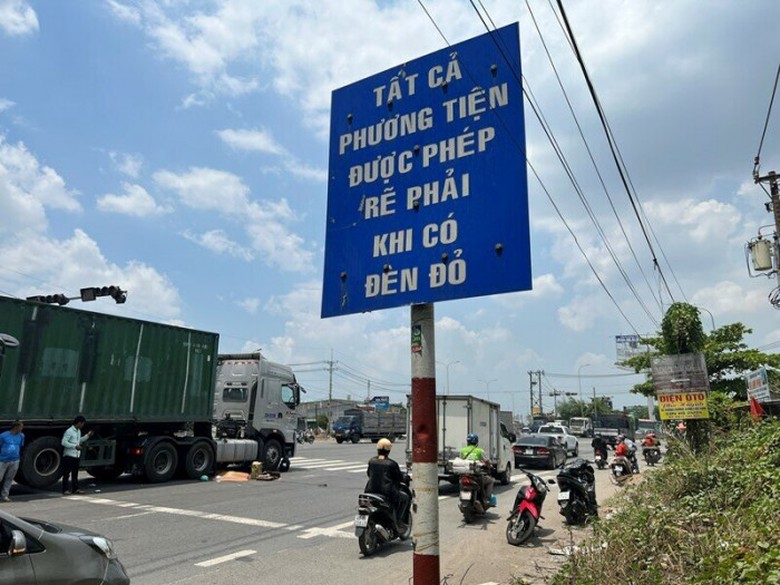 TẤT CẢ
PHƯƠNG TIỆN
ĐƯỢC PHÉP
RẼ PHẢI
KHI CÓ
ĐÈN ĐỎ
ĐIỆN ÔTÔ